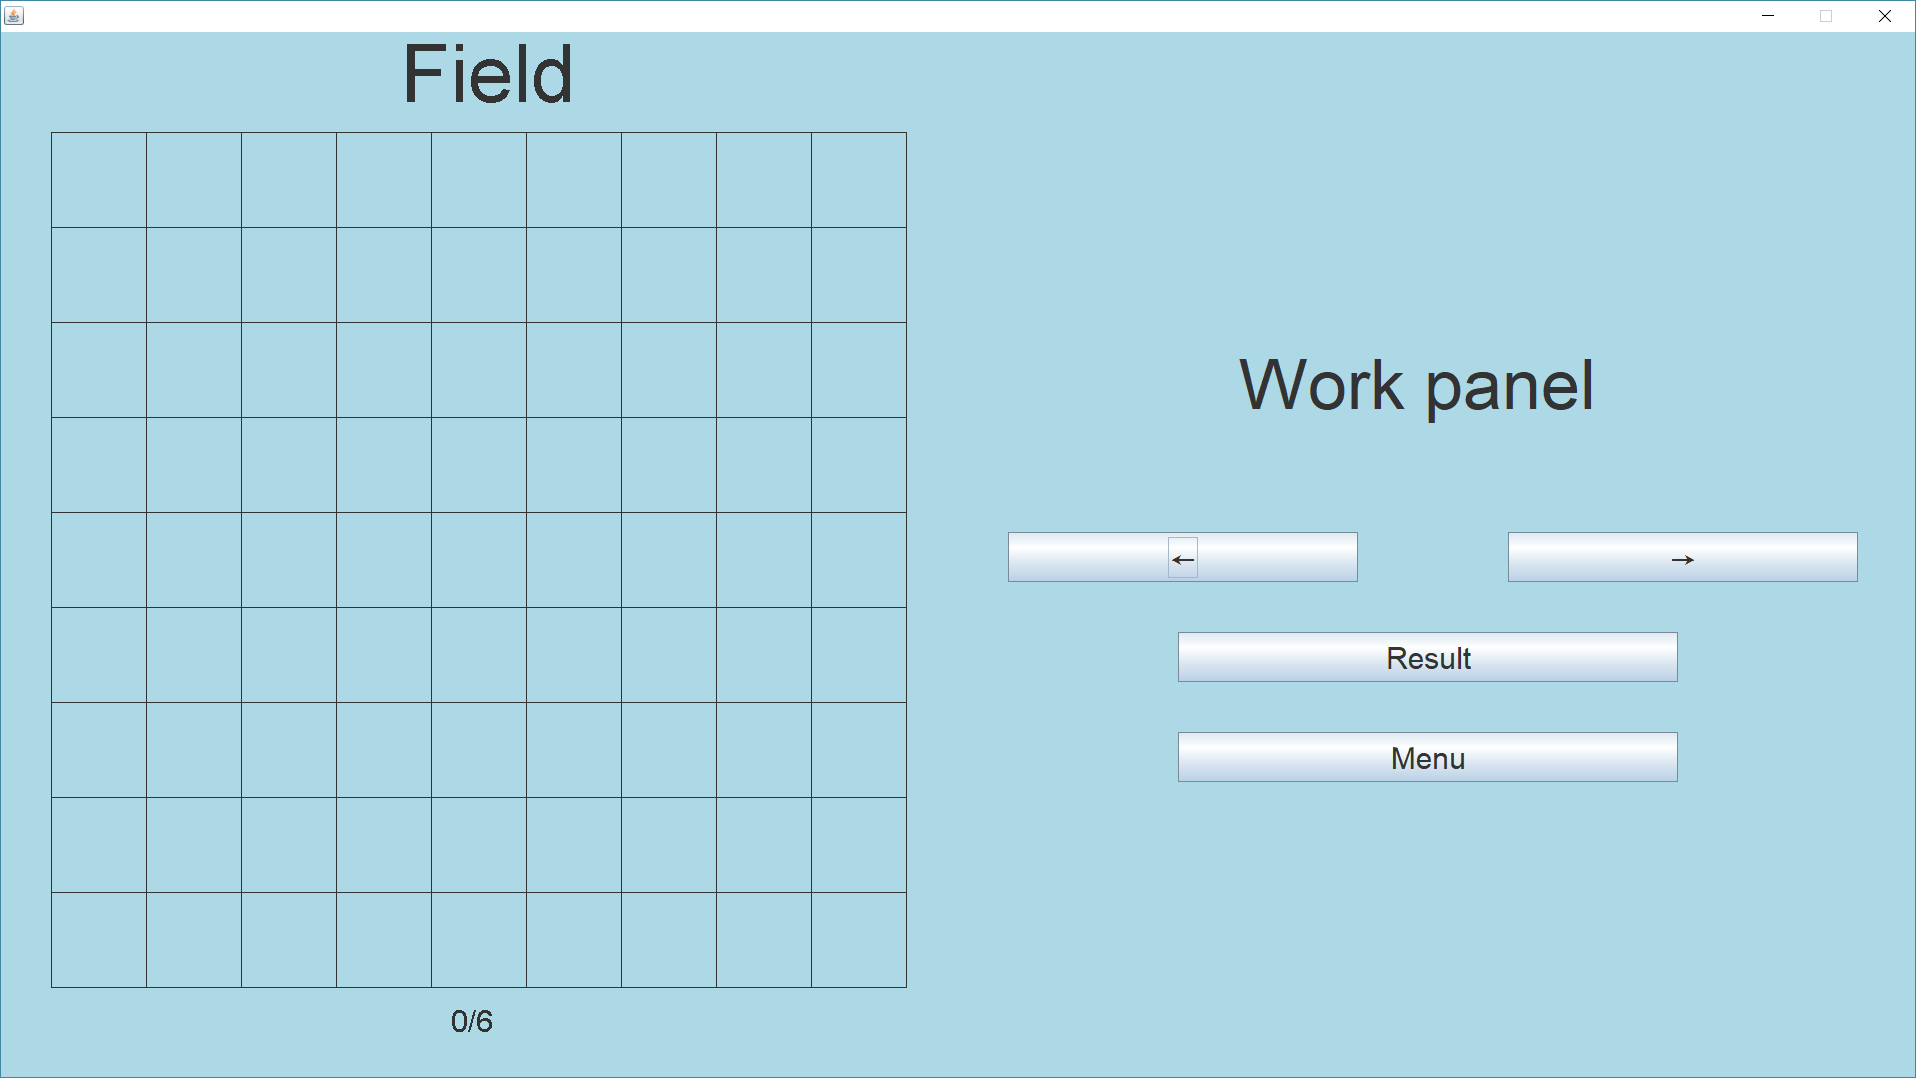 Field
Work panel
← →
Result
Menu
0/6